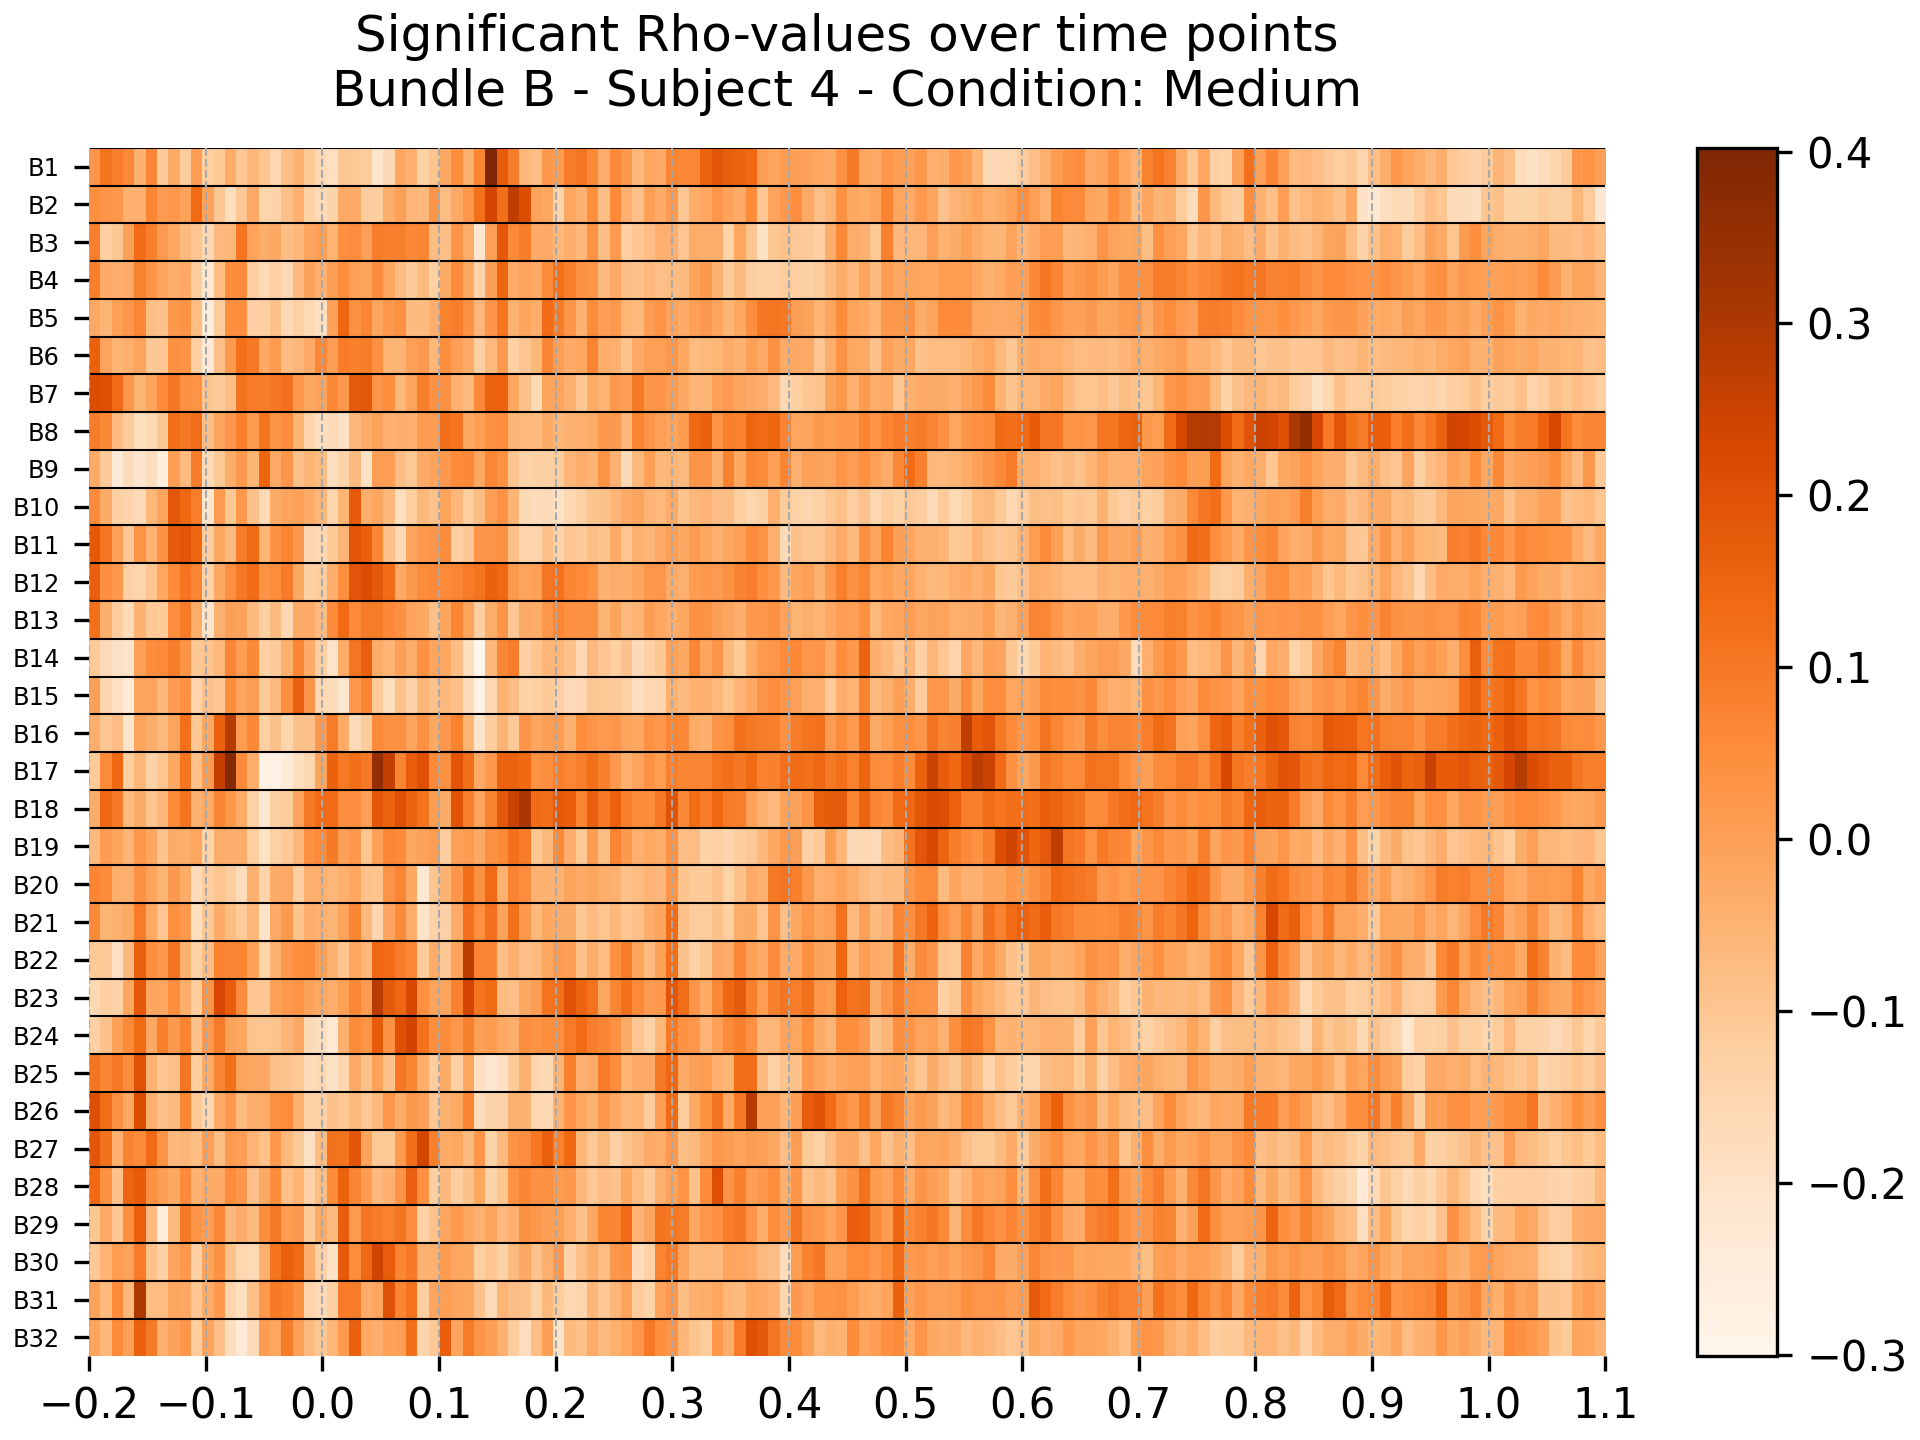 Significant Rho-values over time points
Bundle B - Subject 4 - Condition: Medium
B1
B2
B3
B4
B5
B6
B7
B8
B9
B10
B11
B12
B13
B14
B15
B16
B17
B18
B19
B20
B21
B22
B23
B24
B25
B26
B27
B28
B29
B30
B31
B32
−0.2 −0.1 0.0 0.1 0.2 0.3 0.4 0.5 0.6 0.7 0.8 0.9 1.0 1.1
0.4
0.3
0.2
0.1
0.0
−0.1
−0.2
−0.3